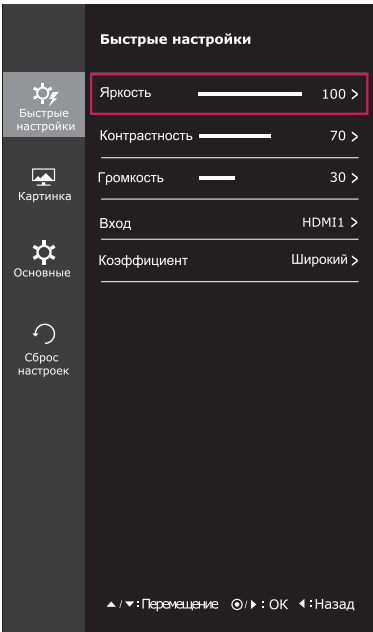 Быстрые настройки
Быстрые
настройки
Картинка
Основные
Сброс
настроек
Яркость 100 >
Контрастность 70 >
Громкость 30 >
Вход HDMI1 >
Коэффициент Широкий >
▲/▼:Перемещение ⦿/▶: OK ◀:Назад